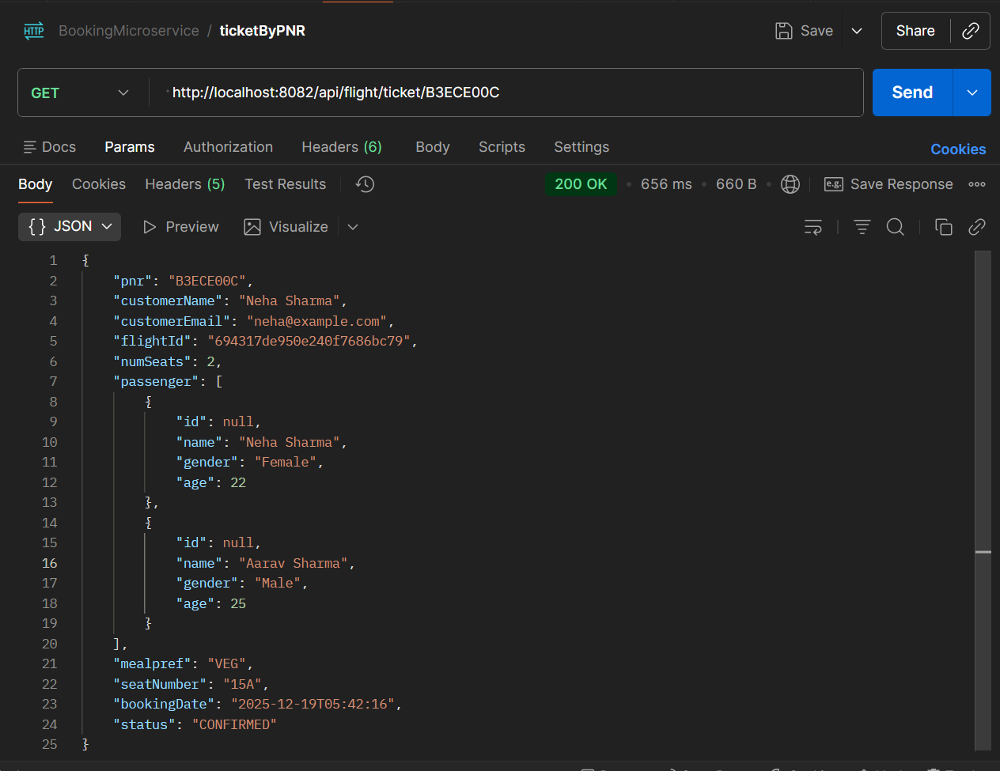 HTTP BookingMicroservice / ticketByPNR Save Share
GET http://localhost:8082/api/flight/ticket/B3ECE00C Send
Docs Params Authorization Headers (6) Body Scripts Settings Cookies
Body Cookies Headers (5) Test Results 200 OK • 656 ms • 660 B • e.g. Save Response
{} JSON Preview Visualize
1 {
2 "pnr": "B3ECE00C",
3 "customerName": "Neha Sharma",
4 "customerEmail": "neha@example.com",
5 "flightId": "694317de950e240f7686bc79",
6 "numSeats": 2,
7 "passenger": [
8 {
9 "id": null,
10 "name": "Neha Sharma",
11 "gender": "Female",
12 "age": 22
13 },
14 {
15 "id": null,
16 "name": "Aarav Sharma",
17 "gender": "Male",
18 "age": 25
19 }
20 ],
21 "mealpref": "VEG",
22 "seatNumber": "15A",
23 "bookingDate": "2025-12-19T05:42:16",
24 "status": "CONFIRMED"
25 }